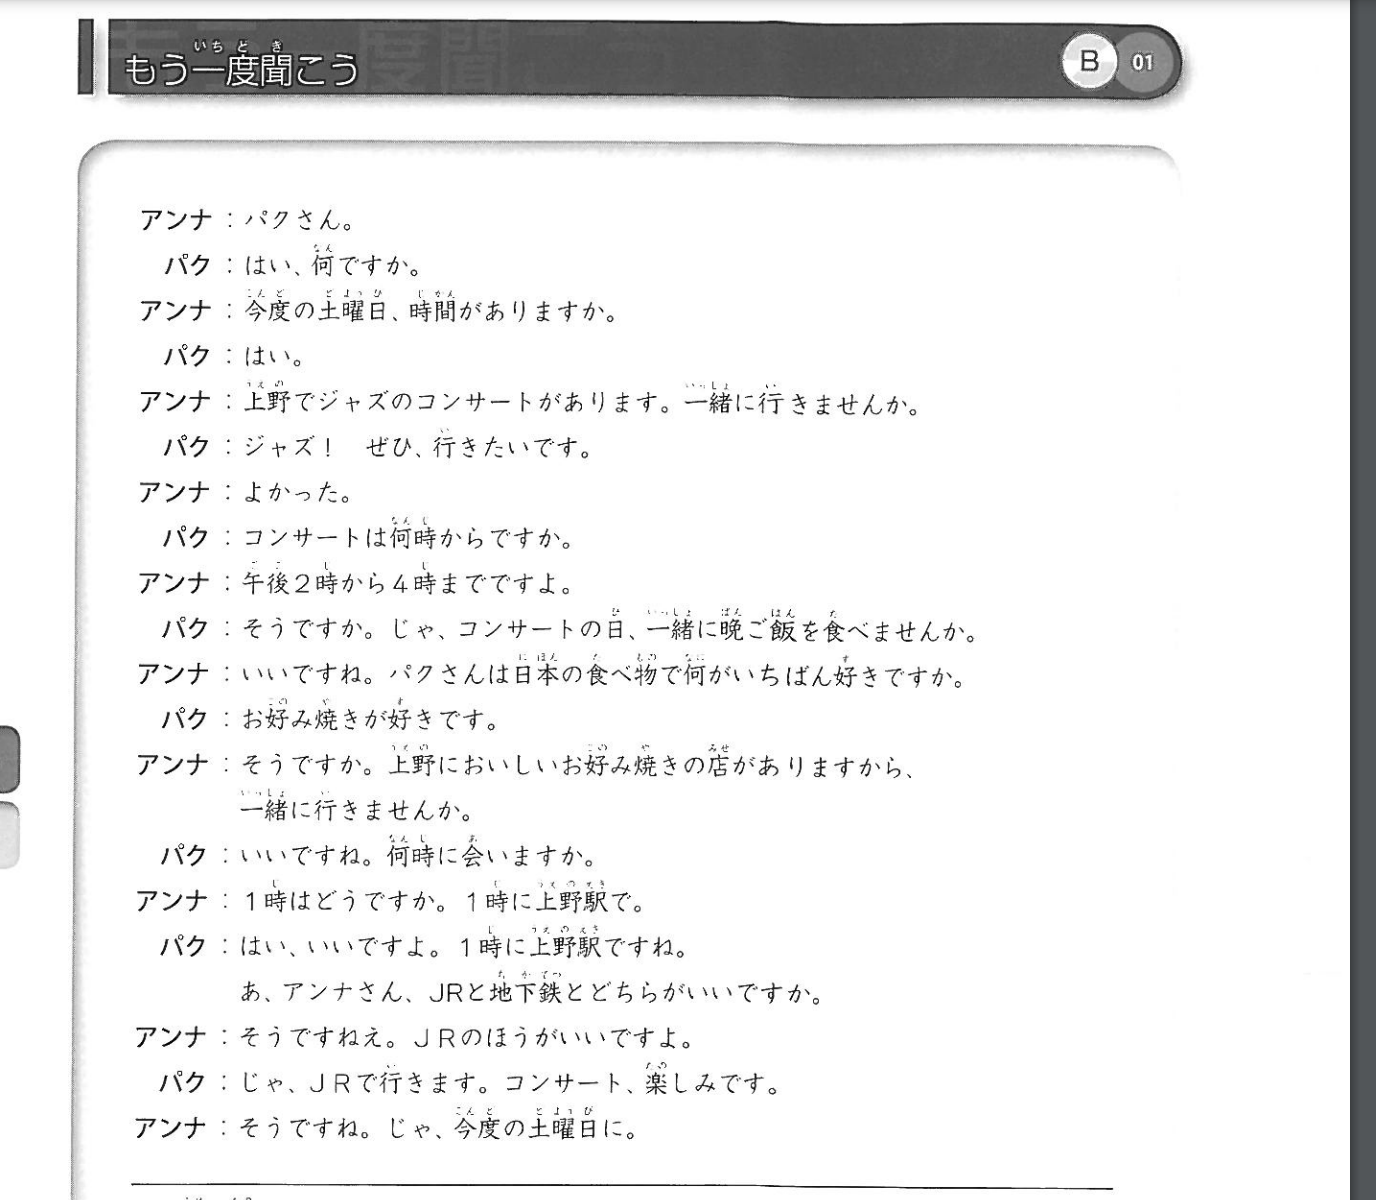 もう一度聞こう
B 01
アンナ：パクさん。
パク：はい、何ですか。
アンナ：今度の土曜日、時間がありますか。
パク：はい。
アンナ：上野でジャズのコンサートがあります。一緒に行きませんか。
パク：ジャズ！　ぜひ、行きたいです。
アンナ：よかった。
パク：コンサートは何時からですか。
アンナ：午後２時から４時までですよ。
パク：そうですか。じゃ、コンサートの日、一緒に晩ご飯を食べませんか。
アンナ：いいですね。パクさんは日本の食べ物で何がいちばん好きですか。
パク：お好み焼きが好きです。
アンナ：そうですか。上野においしいお好み焼きの店がありますから、
一緒に行きませんか。
パク：いいですね。何時に会いますか。
アンナ：１時はどうですか。１時に上野駅で。
パク：はい、いいですよ。１時に上野駅ですね。
あ、アンナさん、JRと地下鉄とどちらがいいですか。
アンナ：そうですねえ。ＪＲのほうがいいですよ。
パク：じゃ、ＪＲで行きます。コンサート、楽しみです。
アンナ：そうですね。じゃ、今度の土曜日に。